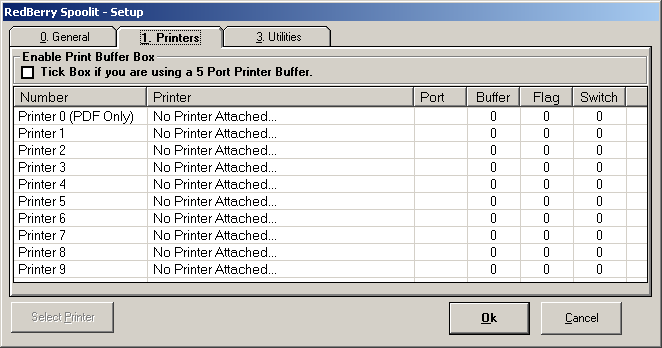 RedBerry Spoolit - Setup
0. General 1. Printers 3. Utilities
Enable Print Buffer Box
Tick Box if you are using a 5 Port Printer Buffer.
Number Printer Port Buffer Flag Switch
Printer 0 (PDF Only) No Printer Attached... 0 0 0
Printer 1 No Printer Attached... 0 0 0
Printer 2 No Printer Attached... 0 0 0
Printer 3 No Printer Attached... 0 0 0
Printer 4 No Printer Attached... 0 0 0
Printer 5 No Printer Attached... 0 0 0
Printer 6 No Printer Attached... 0 0 0
Printer 7 No Printer Attached... 0 0 0
Printer 8 No Printer Attached... 0 0 0
Printer 9 No Printer Attached... 0 0 0
Select Printer Ok Cancel